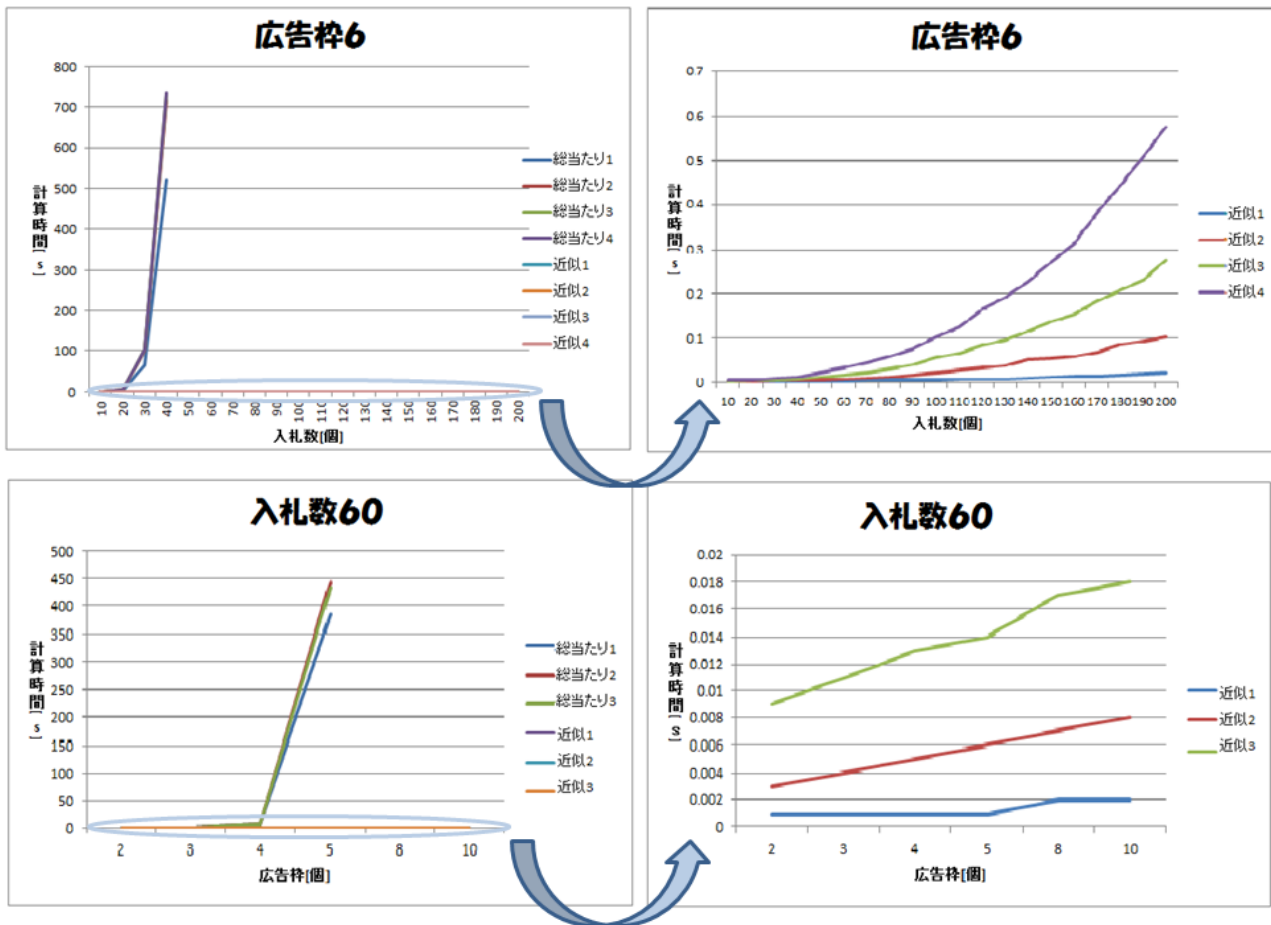 広告枠6
800
700
600
500
400
300
200
100
0
計算時間[s]
10 20 30 40 50 60 70 80 90 100 110 120 130 140 150 160 170 180 190 200
入札数[個]
総当たり1
総当たり2
総当たり3
総当たり4
近似1
近似2
近似3
近似4
広告枠6
0.7
0.6
0.5
0.4
0.3
0.2
0.1
0
計算時間[s]
10 20 30 40 50 60 70 80 90 100 110 120 130 140 150 160 170 180 190 200
入札数[個]
近似1
近似2
近似3
近似4
入札数60
500
450
400
350
300
250
200
150
100
50
0
計算時間[s]
2 3 4 5 8 10
広告枠[個]
総当たり1
総当たり2
総当たり3
近似1
近似2
近似3
入札数60
0.02
0.018
0.016
0.014
0.012
0.01
0.008
0.006
0.004
0.002
0
計算時間[s]
2 3 4 5 8 10
広告枠[個]
近似1
近似2
近似3